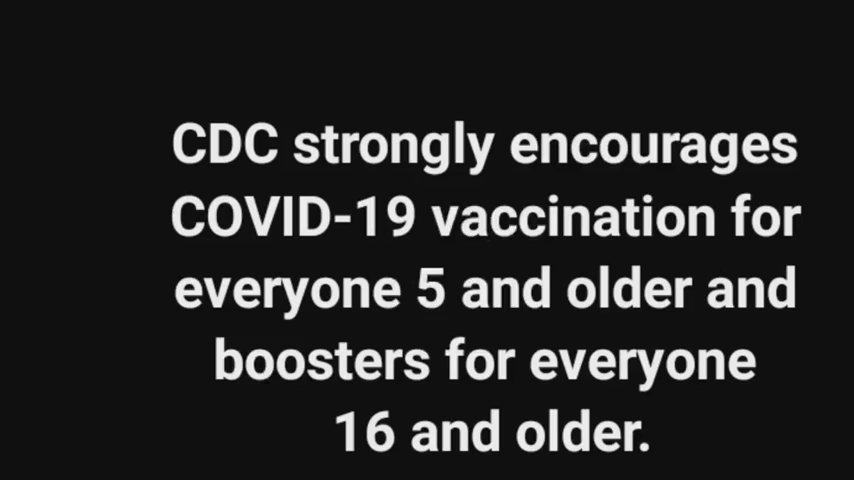 CDC strongly encourages
COVID-19 vaccination for
everyone 5 and older and
boosters for everyone
16 and older.